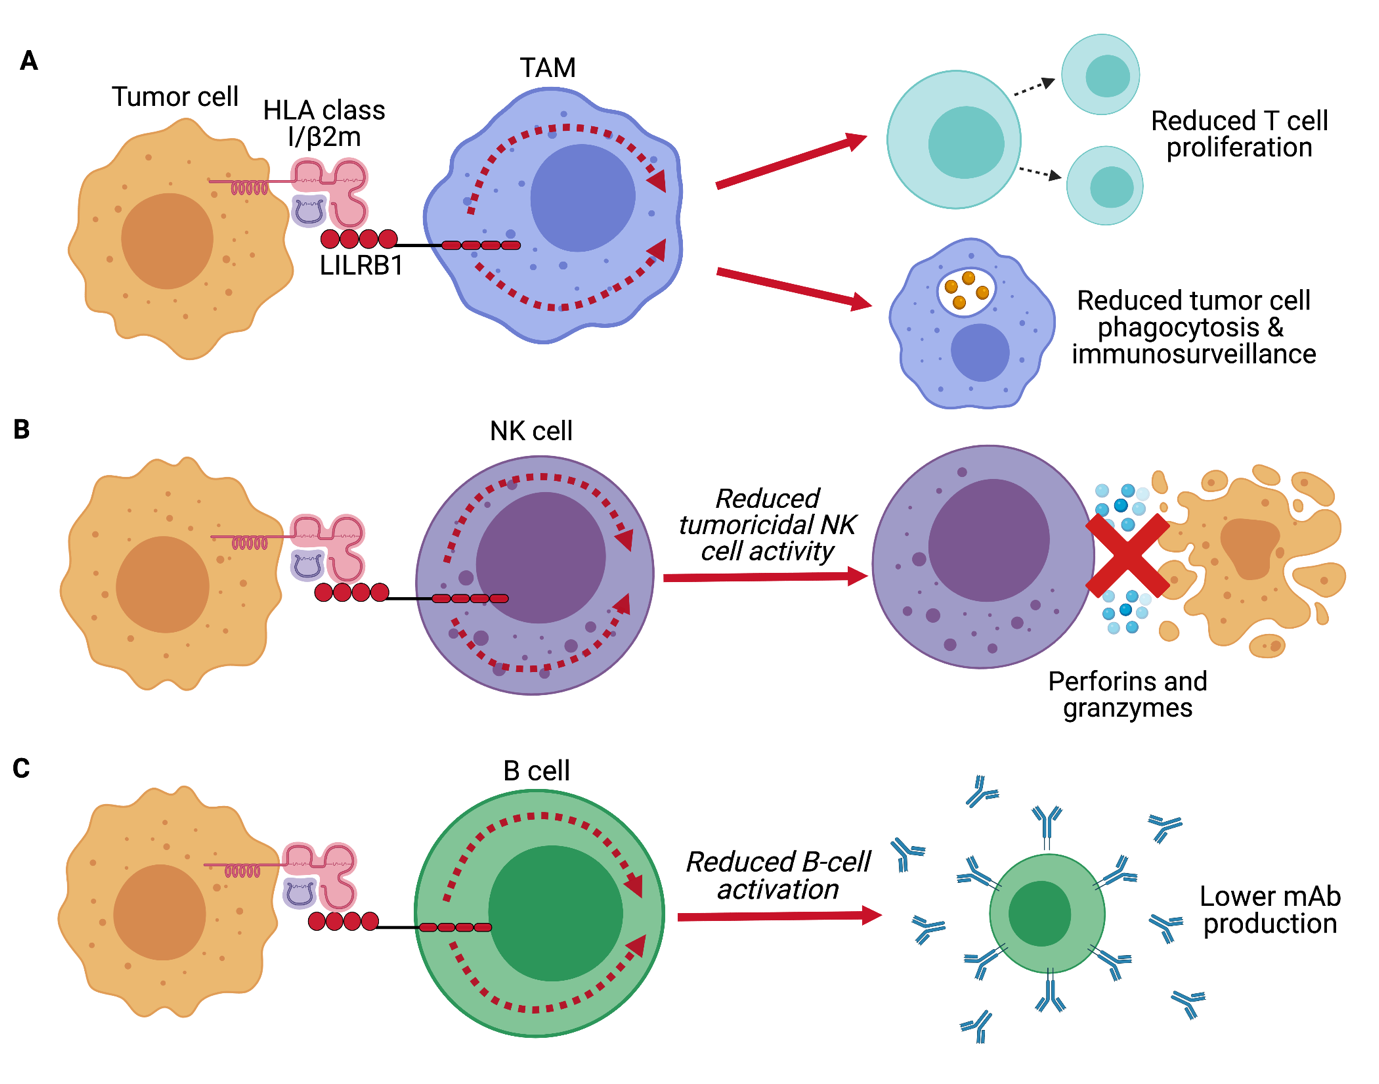 A
TAM
Tumor cell
HLA class
I/β2m
LILRB1
Reduced T cell
proliferation
Reduced tumor cell
phagocytosis &
immunosurveillance
B
NK cell
Reduced
tumoricidal NK
cell activity
Perforins and
granzymes
C
B cell
Reduced B-cell
activation
Lower mAb
production